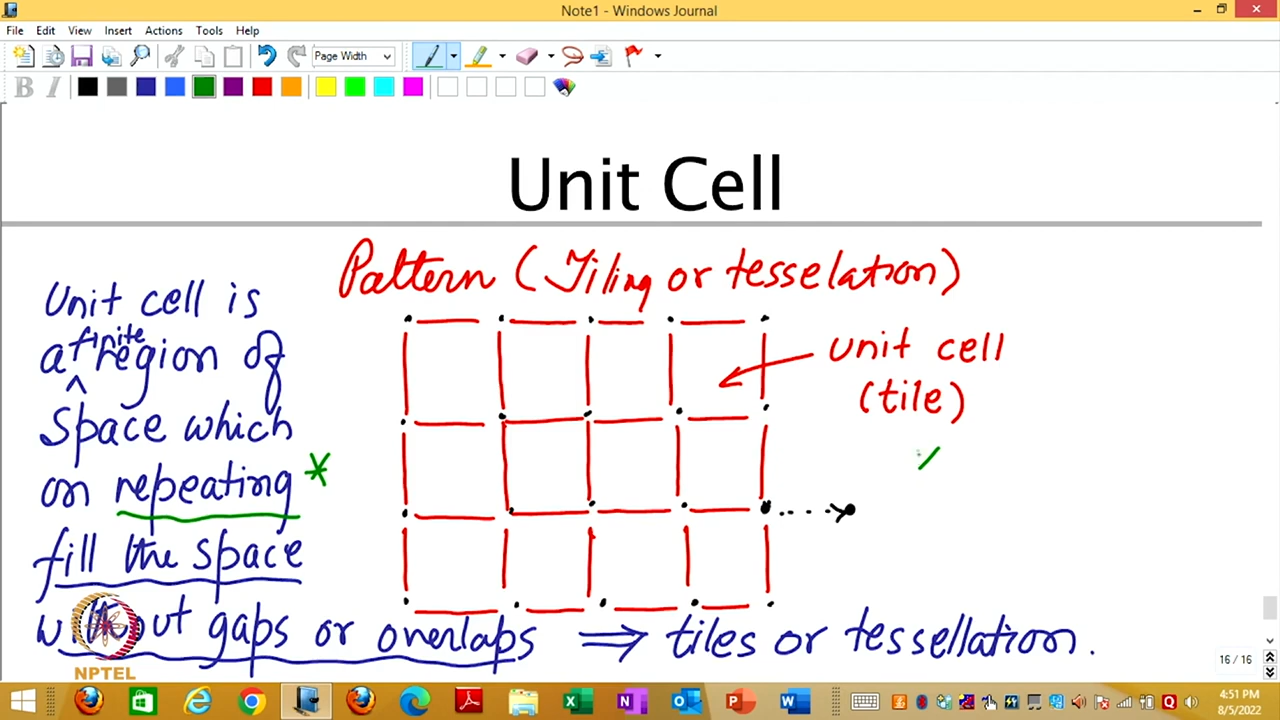 Note1 - Windows Journal
File Edit View Insert Actions Tools Help
Page Width
B I
Unit Cell
Pattern (Tiling or tesselation)
Unit cell is
a finite region of
space which
on repeating *
fill the space
without gaps or overlaps ⇒ tiles or tessellation.
unit cell
(tile)
NPTEL
16 / 16
4:51 PM
8/5/2022